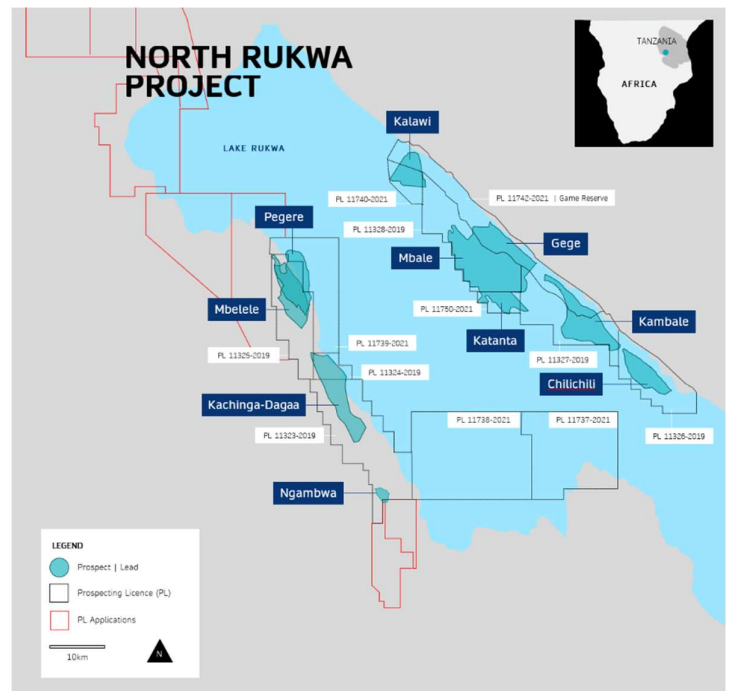 NORTH RUKWA
PROJECT
TANZANIA
AFRICA
Kalawi
LAKE RUKWA
PL 11740-2021
PL 11742-2021 | Game Reserve
Pegere
PL 11328-2019
Gege
Mbale
Mbelele
PL 11750-2021
Kambale
Katanta
PL 11739-2021
PL 11325-2019
PL 11327-2019
PL 11324-2019
Chilichili
Kachinga-Dagaa
PL 11738-2021
PL 11737-2021
PL 11323-2019
PL 11326-2019
Ngambwa
LEGEND
Prospect | Lead
Prospecting Licence (PL)
PL Applications
10km
N